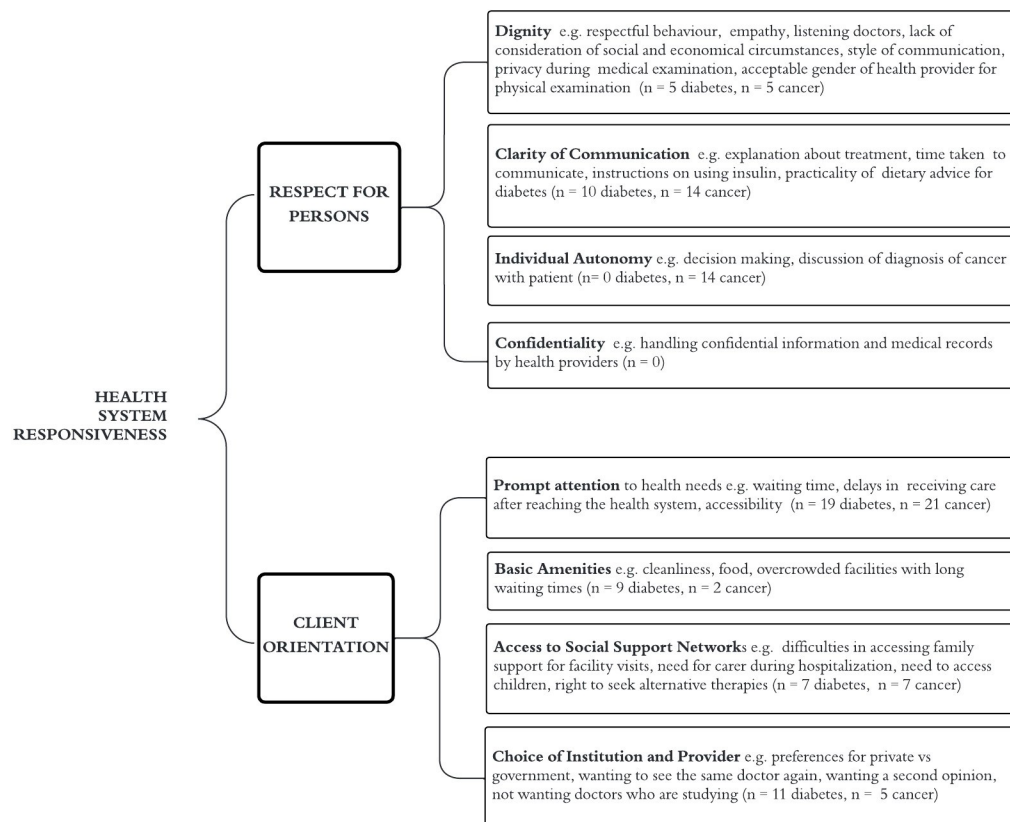 Dignity e.g. respectful behaviour, empathy, listening doctors, lack of
consideration of social and economical circumstances, style of communication,
privacy during medical examination, acceptable gender of health provider for
physical examination (n = 5 diabetes, n = 5 cancer)
Clarity of Communication e.g. explanation about treatment, time taken to
communicate, instructions on using insulin, practicality of dietary advice for
diabetes (n = 10 diabetes, n = 14 cancer)
RESPECT FOR
PERSONS
Individual Autonomy e.g. decision making, discussion of diagnosis of cancer
with patient (n= 0 diabetes, n = 14 cancer)
Confidentiality e.g. handling confidential information and medical records
by health providers (n = 0)
HEALTH
SYSTEM
RESPONSIVENESS
Prompt attention to health needs e.g. waiting time, delays in receiving care
after reaching the health system, accessibility (n = 19 diabetes, n = 21 cancer)
Basic Amenities e.g. cleanliness, food, overcrowded facilities with long
waiting times (n = 9 diabetes, n = 2 cancer)
CLIENT
ORIENTATION
Access to Social Support Networks e.g. difficulties in accessing family
support for facility visits, need for carer during hospitalization, need to access
children, right to seek alternative therapies (n = 7 diabetes, n = 7 cancer)
Choice of Institution and Provider e.g. preferences for private vs
government, wanting to see the same doctor again, wanting a second opinion,
not wanting doctors who are studying (n = 11 diabetes, n = 5 cancer)